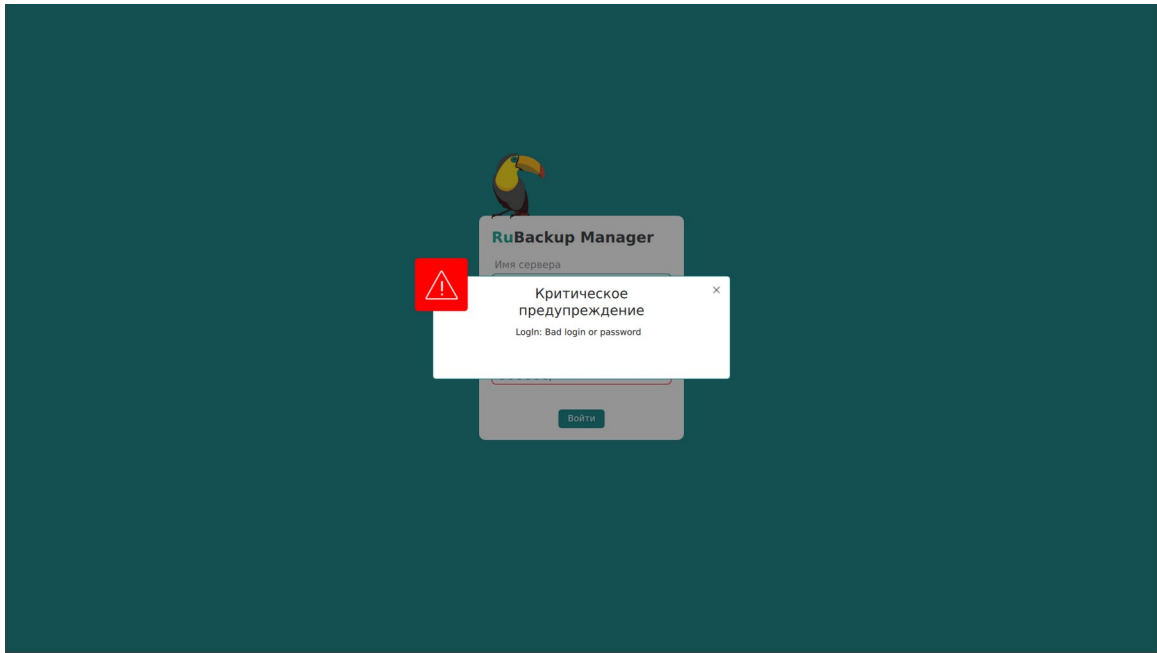 RuBackup Manager
Имя сервера
Критическое
предупреждение
LogIn: Bad login or password
Войти